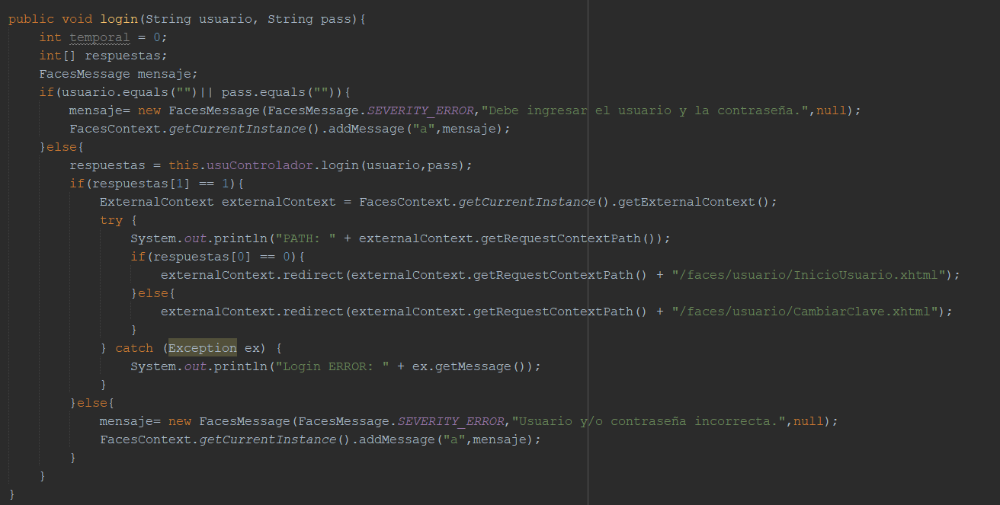 public void login(String usuario, String pass){
    int temporal = 0;
    int[] respuestas;
    FacesMessage mensaje;
    if(usuario.equals("")|| pass.equals("")){
        mensaje= new FacesMessage(FacesMessage.SEVERITY_ERROR,"Debe ingresar el usuario y la contraseña.",null);
        FacesContext.getCurrentInstance().addMessage("a",mensaje);
    }else{
        respuestas = this.usuControlador.login(usuario,pass);
        if(respuestas[1] == 1){
            ExternalContext externalContext = FacesContext.getCurrentInstance().getExternalContext();
            try {
                System.out.println("PATH: " + externalContext.getRequestContextPath());
                if(respuestas[0] == 0){
                    externalContext.redirect(externalContext.getRequestContextPath() + "/faces/usuario/InicioUsuario.xhtml");
                }else{
                    externalContext.redirect(externalContext.getRequestContextPath() + "/faces/usuario/CambiarClave.xhtml");
                }
            } catch (Exception ex) {
                System.out.println("Login ERROR: " + ex.getMessage());
            }
        }else{
            mensaje= new FacesMessage(FacesMessage.SEVERITY_ERROR,"Usuario y/o contraseña incorrecta.",null);
            FacesContext.getCurrentInstance().addMessage("a",mensaje);
        }
    }
}